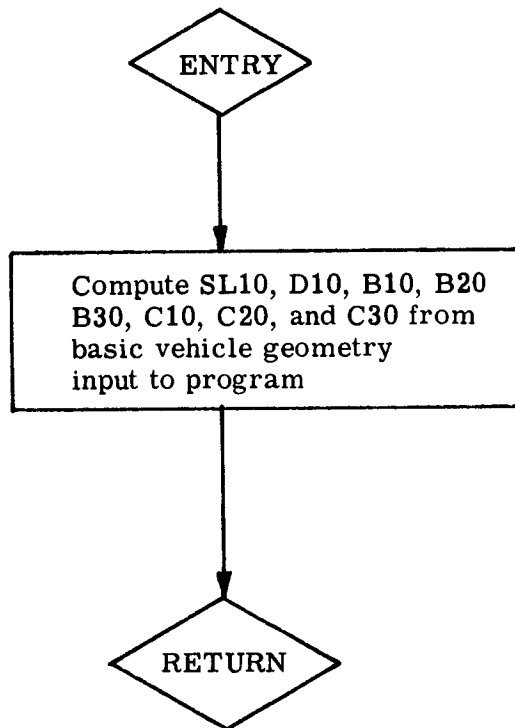 ENTRY
Compute SL10, D10, B10, B20
B30, C10, C20, and C30 from
basic vehicle geometry
input to program
RETURN